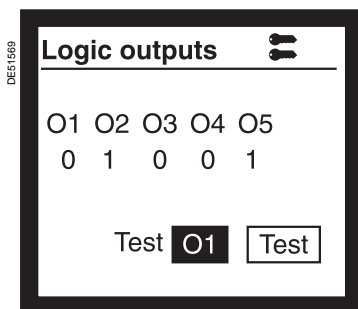 DE51569
Logic outputs
O1 O2 O3 O4 O5
0 1 0 0 1
Test O1 Test